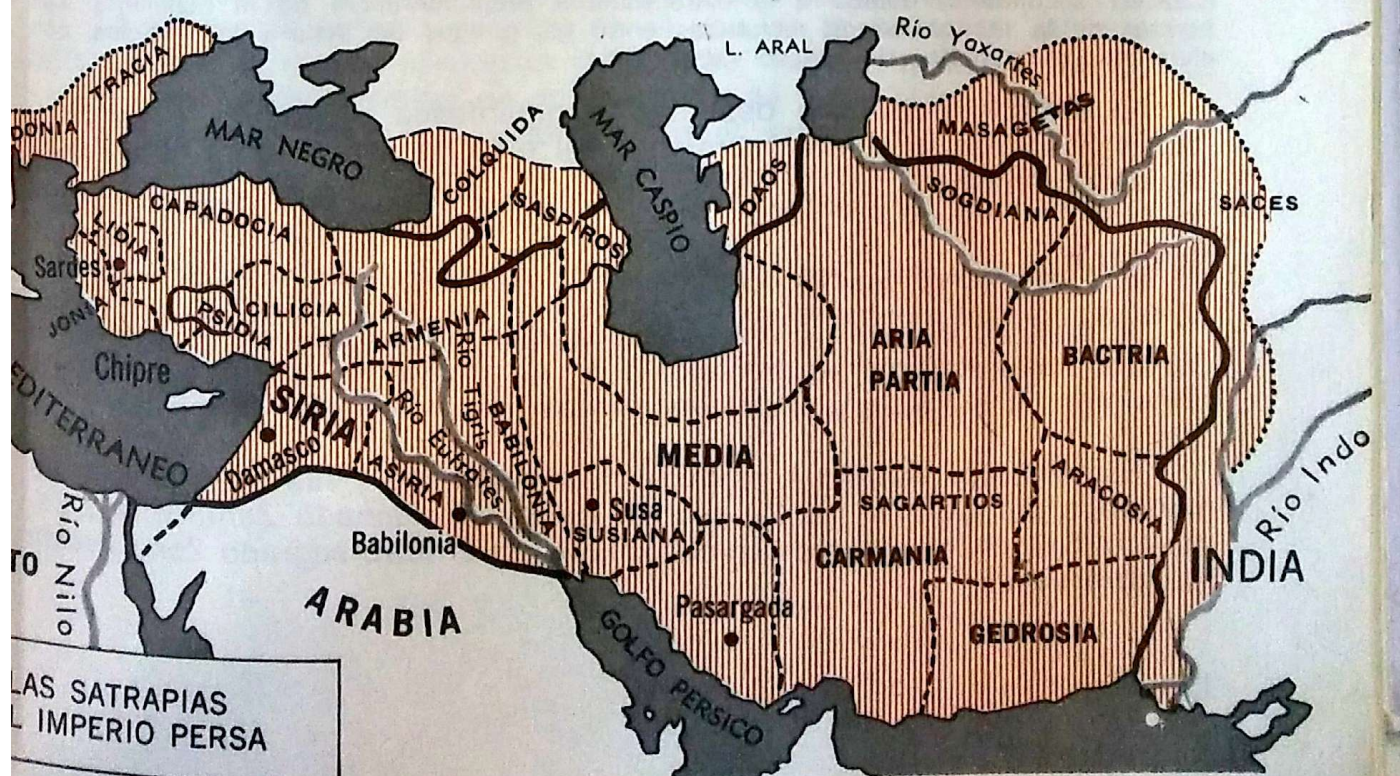 L. ARAL
Río Yaxartes
TRACIA
DONIA
MAR NEGRO
COLQUIDA
MAR CASPIO
DAOS
MASAGETAS
SOGDIANA
SACES
CAPADOCIA
SASPIROS
LIDIA
Sardes
JONIA
PSIDIA
CILICIA
ARMENIA
ARIA
PARTIA
BACTRIA
Chipre
EDITERRANEO
SIRIA
Damasco
Río Tigris
Río Eufrates
BABILONIA
ASIRIA
MEDIA
Susa
SUSIANA
SAGARTIOS
ARACOSIA
Río Indo
Babilonia
CARMANIA
INDIA
TO
Río Nilo
ARABIA
Pasargada
GEDROSIA
GOLFO PERSICO
LAS SATRAPIAS
L IMPERIO PERSA